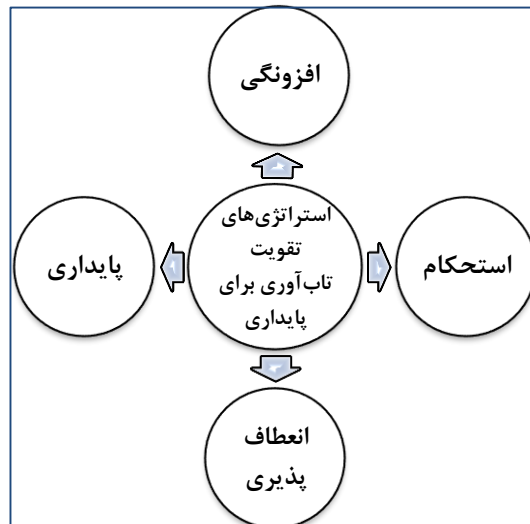 افزونگی
استراتژی‌های
تقویت
تاب‌آوری برای
پایداری
استحکام
پایداری
انعطاف
پذیری